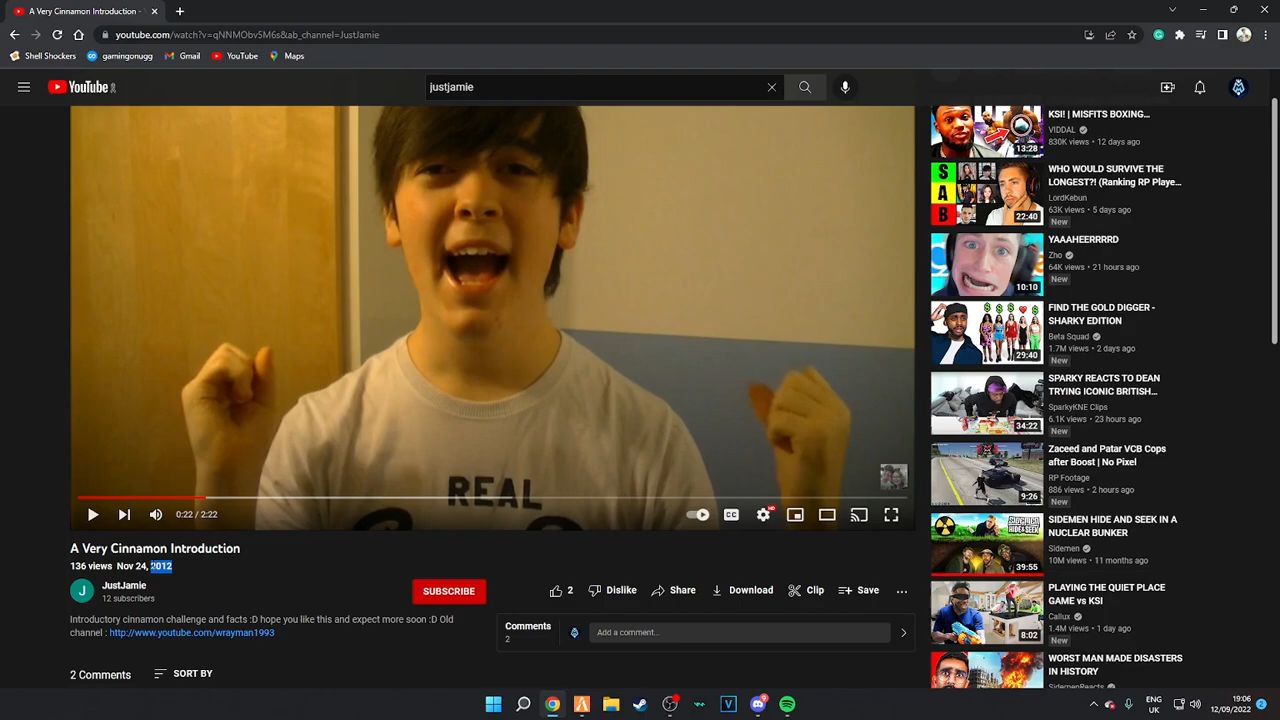 A Very Cinnamon Introduction -
youtube.com/watch?v=qNNMObvSM6s&ab_channel=JustJamie
Shell Shockers
gamingonugg
Gmail
YouTube
Maps
YouTube
justjamie
REAL
0:22 / 2:22
CC
HD
A Very Cinnamon Introduction
136 views Nov 24, 2012
J
JustJamie
12 subscribers
SUBSCRIBE
2
Dislike
Share
Download
Clip
Save
Introductory cinnamon challenge and facts :D hope you like this and expect more soon :D Old
channel : http://www.youtube.com/wrayman1993
Comments
2
Add a comment...
2 Comments
SORT BY
13:28
KSI! | MISFITS BOXING...
VIDDAL
830K views • 12 days ago
S
A
B
22:40
WHO WOULD SURVIVE THE
LONGEST?! (Ranking RP Playe...
LordKebun
63K views • 5 days ago
New
10:10
YAAAHEERRRRD
Zho
64K views • 21 hours ago
New
29:40
FIND THE GOLD DIGGER -
SHARKY EDITION
Beta Squad
1.7M views • 2 days ago
New
34:22
SPARKY REACTS TO DEAN
TRYING ICONIC BRITISH...
SparkyKNE Clips
6.1K views • 23 hours ago
New
9:26
Zaceed and Patar VCB Cops
after Boost | No Pixel
RP Footage
886 views • 2 hours ago
New
39:55
SIDEMEN HIDE AND SEEK IN A
NUCLEAR BUNKER
Sidemen
10M views • 11 months ago
8:02
PLAYING THE QUIET PLACE
GAME vs KSI
Callux
1.4M views • 1 day ago
New
WORST MAN MADE DISASTERS
IN HISTORY
SidemenReacts
ENG
UK
19:06
12/09/2022
2